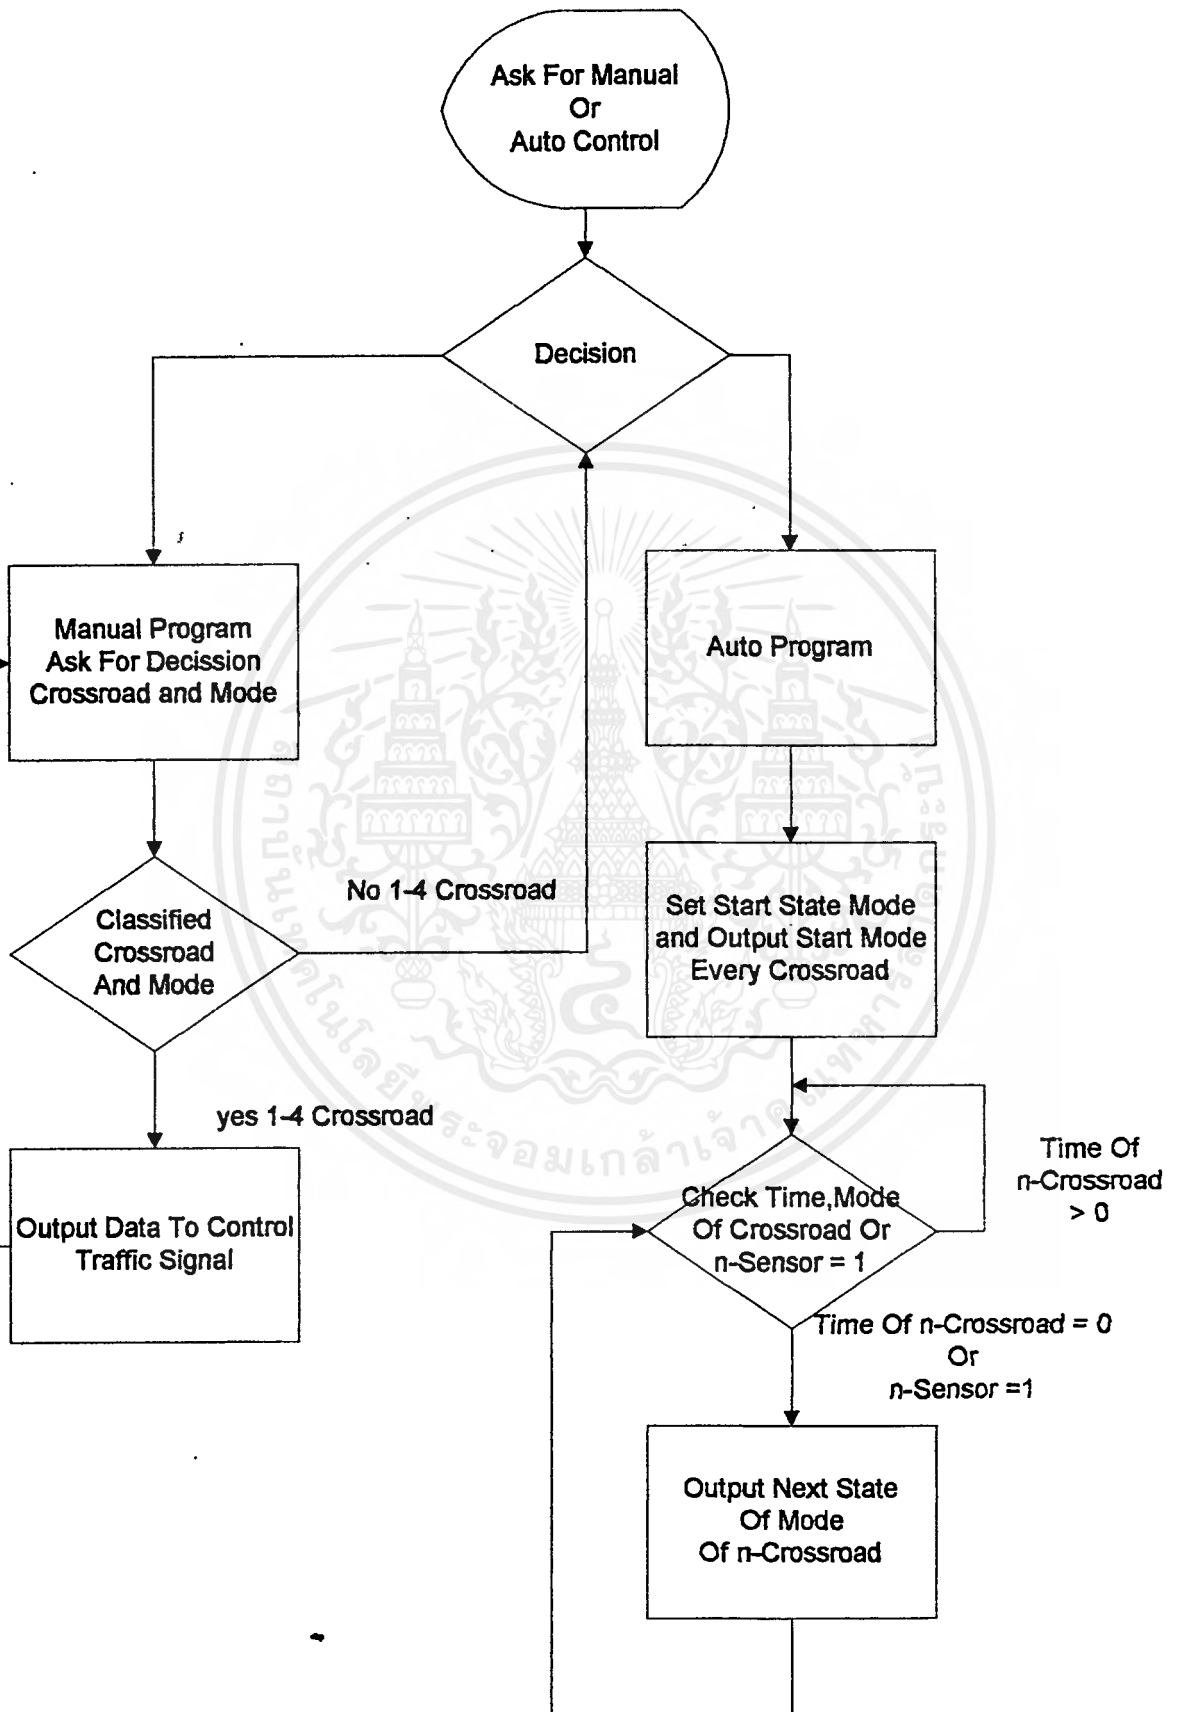 Ask For Manual
Or
Auto Control
Decision
Manual Program
Ask For Decission
Crossroad and Mode
Auto Program
No 1-4 Crossroad
Classified
Crossroad
And Mode
Set Start State Mode
and Output Start Mode
Every Crossroad
yes 1-4 Crossroad
Output Data To Control
Traffic Signal
Check Time,Mode
Of Crossroad Or
n-Sensor = 1
Time Of
n-Crossroad
> 0
Time Of n-Crossroad = 0
Or
n-Sensor =1
Output Next State
Of Mode
Of n-Crossroad